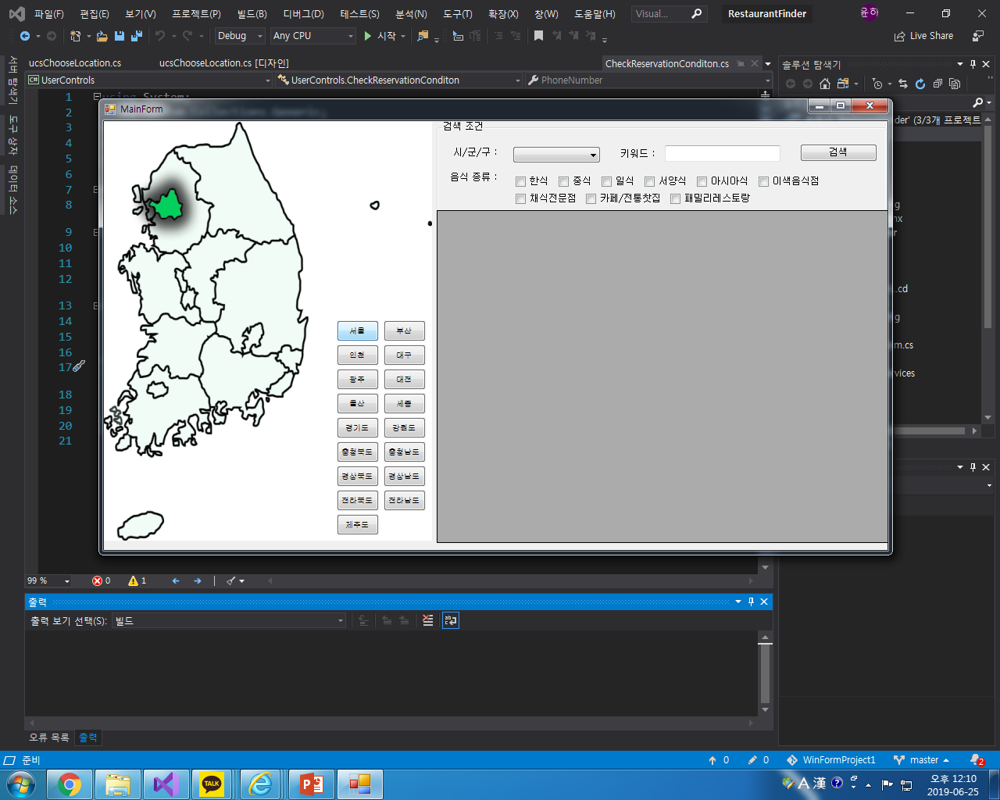 파일(F) 편집(E) 보기(V) 프로젝트(P) 빌드(B) 디버그(D) 테스트(S) 분석(N) 도구(T) 확장(X) 창(W) 도움말(H) Visual... RestaurantFinder 윤하
Debug Any CPU 시작 Live Share
서버 탐색기
도구 상자
데이터 소스
ucsChooseLocation.cs ucsChooseLocation.cs [디자인] CheckReservationConditon.cs
UserControls UserControls.CheckReservationConditon PhoneNumber
솔루션 탐색기
1 using System;
2
3
4
5
6
7
8
9
10
11
12
13
14
15
16
17
18
19
20
21
MainForm
검색 조건
시/군/구 : 키워드 : 검색
음식 종류 : 한식 중식 일식 서양식 아시아식 이색음식점
채식전문점 카페/전통찻집 패밀리레스토랑
서울 부산
인천 대구
광주 대전
울산 세종
경기도 강원도
충청북도 충청남도
경상북도 경상남도
전라북도 전라남도
제주도
der' (3/3개 프로젝트
.cd
m.cs
vices
99 % 0 1
출력
출력 보기 선택(S): 빌드
오류 목록 출력
준비 0 0 WinFormProject1 master 2
TALK
A 漢
오후 12:10
2019-06-25